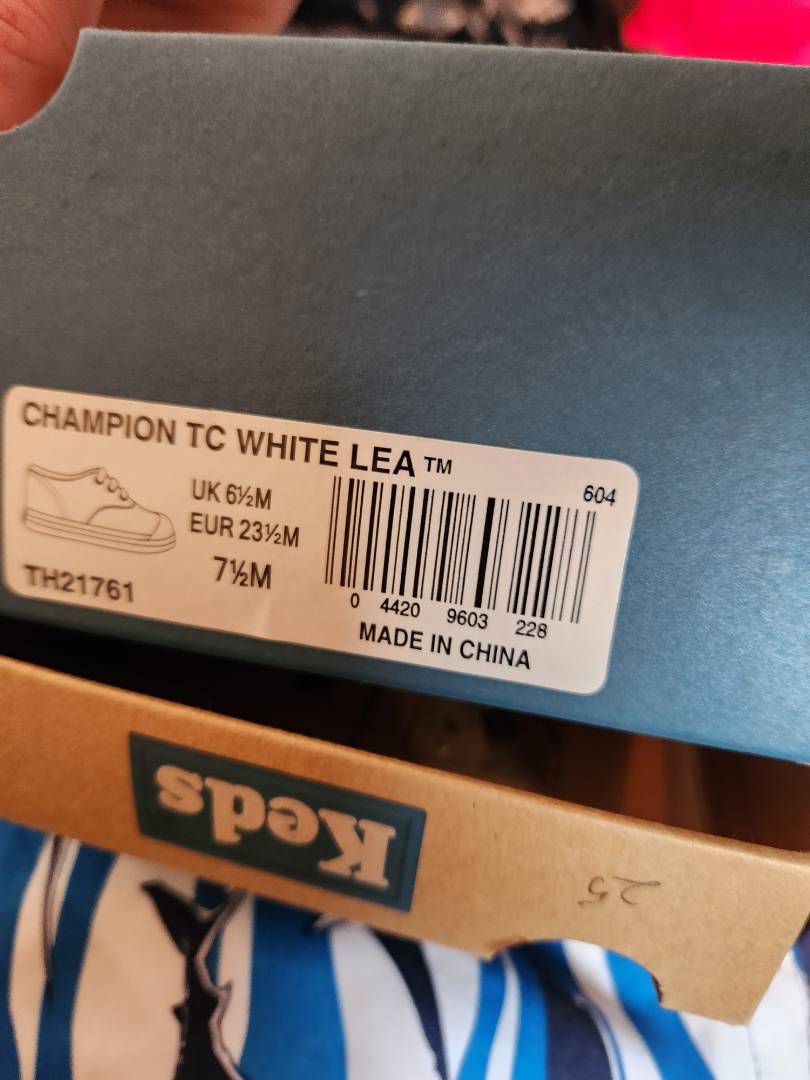 CHAMPION TC WHITE LEA™
604
UK 6½M
EUR 23½M
7½M
TH21761
0 4420 9603 228
MADE IN CHINA
Keds
25